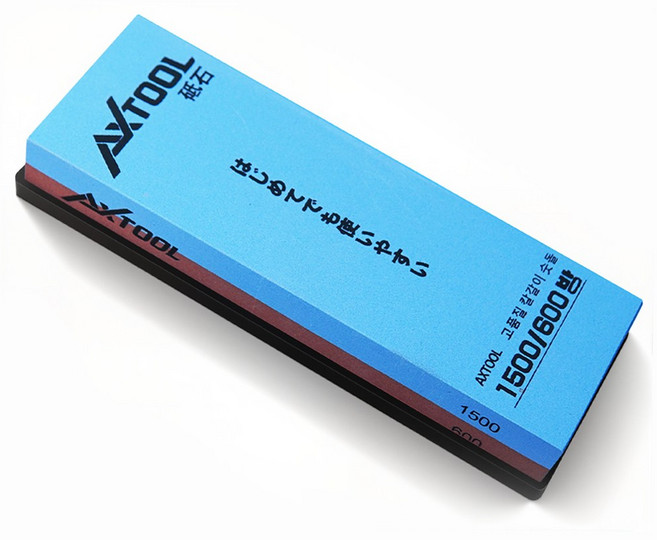 AXTOOL
砥石
はじめてでも使いやすい
AXTOOL 고품질 칼갈이 숫돌
1500/600방
AXTOOL
1500
600